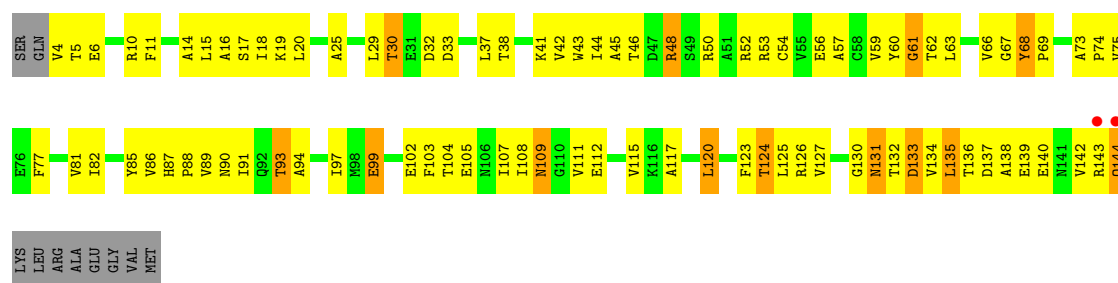 SER GLN V4 T5 E6 R10 F11 A14 L15 A16 S17 I18 K19 L20 A25 L29 T30 E31 D32 D33 L37 T38 K41 V42 W43 I44 A45 T46 D47 R48 S49 R50 A51 R52 R53 C54 V55 E56 A57 C58 V59 Y60 G61 T62 L63 V66 G67 Y68 P69 A73 P74 V75
E76 F77 V81 I82 Y85 V86 H87 P88 V89 N90 I91 Q92 T93 A94 I97 M98 E99 E102 F103 T104 E105 N106 I107 I108 N109 G110 V111 E112 V115 K116 A117 L120 F123 T124 L125 R126 V127 G130 N131 T132 D133 V134 L135 T136 D137 A138 E139 E140 N141 V142 R143
LYS LEU ARG ALA GLU GLY VAL MET